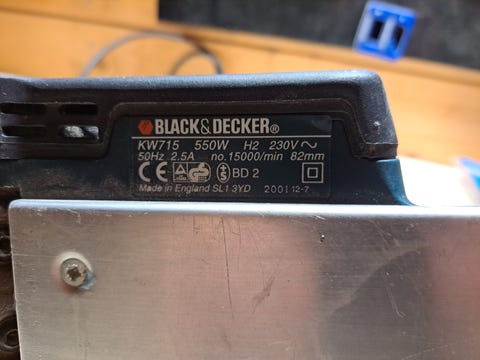 BLACK&DECKER®
KW715 550W H2 230V~
50Hz 2.5A no.15000/min 82mm
CE GS BD 2
Made in England SL1 3YD 2001 12-7